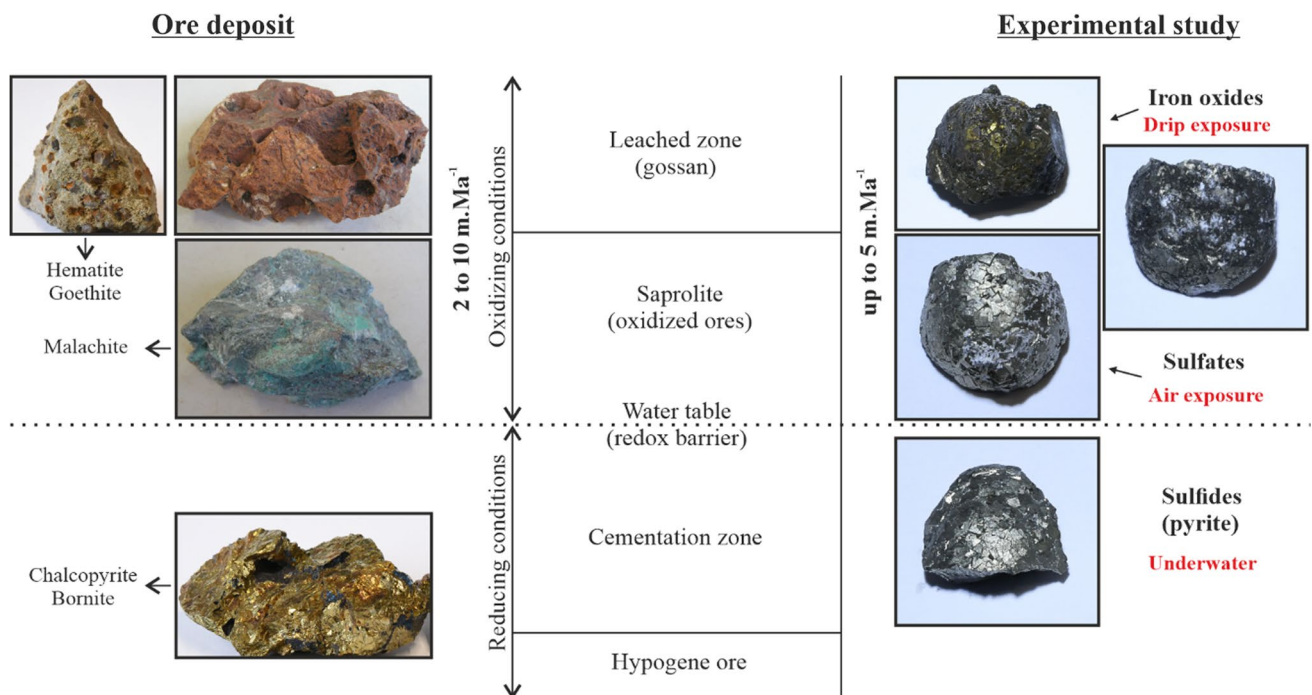 Ore deposit
Experimental study
Hematite
Goethite
Malachite
Chalcopyrite
Bornite
2 to 10 m.Ma⁻¹
Oxidizing conditions
Reducing conditions
Leached zone
(gossan)
Saprolite
(oxidized ores)
Water table
(redox barrier)
Cementation zone
Hypogene ore
up to 5 m.Ma⁻¹
Iron oxides
Drip exposure
Sulfates
Air exposure
Sulfides
(pyrite)
Underwater